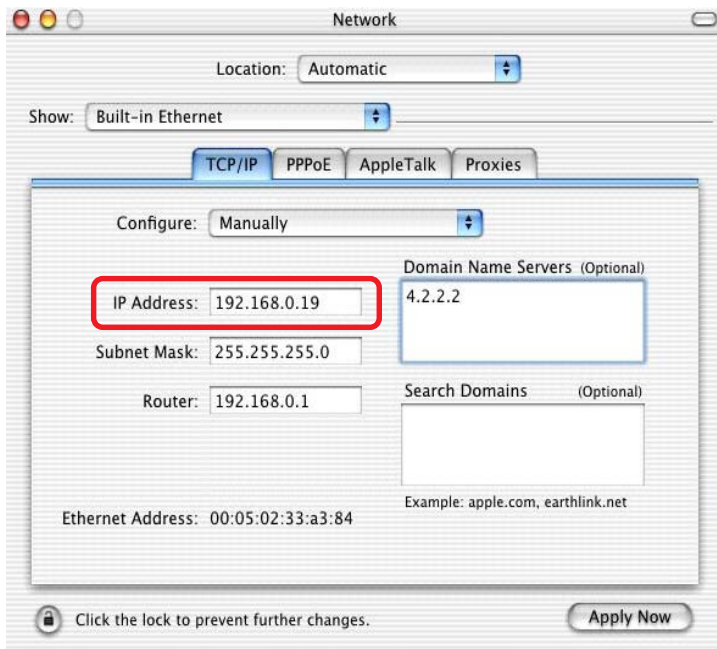 Network
Location: Automatic
Show: Built-in Ethernet
TCP/IP PPPoE AppleTalk Proxies
Configure: Manually
Domain Name Servers (Optional)
4.2.2.2
IP Address: 192.168.0.19
Subnet Mask: 255.255.255.0
Router: 192.168.0.1
Search Domains (Optional)
Example: apple.com, earthlink.net
Ethernet Address: 00:05:02:33:a3:84
Click the lock to prevent further changes.
Apply Now